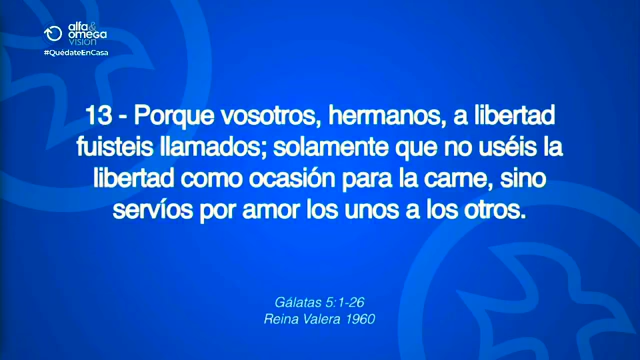 alfa&
omega
visión
#QuédateEnCasa
13 - Porque vosotros, hermanos, a libertad
fuisteis llamados; solamente que no uséis la
libertad como ocasión para la carne, sino
servíos por amor los unos a los otros.
Gálatas 5:1-26
Reina Valera 1960